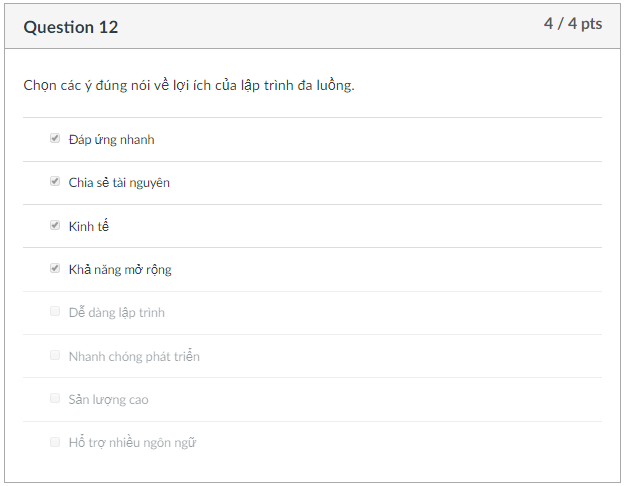 Question 12
4 / 4 pts
Chọn các ý đúng nói về lợi ích của lập trình đa luồng.
Đáp ứng nhanh
Chia sẻ tài nguyên
Kinh tế
Khả năng mở rộng
Dễ dàng lập trình
Nhanh chóng phát triển
Sản lượng cao
Hổ trợ nhiều ngôn ngữ